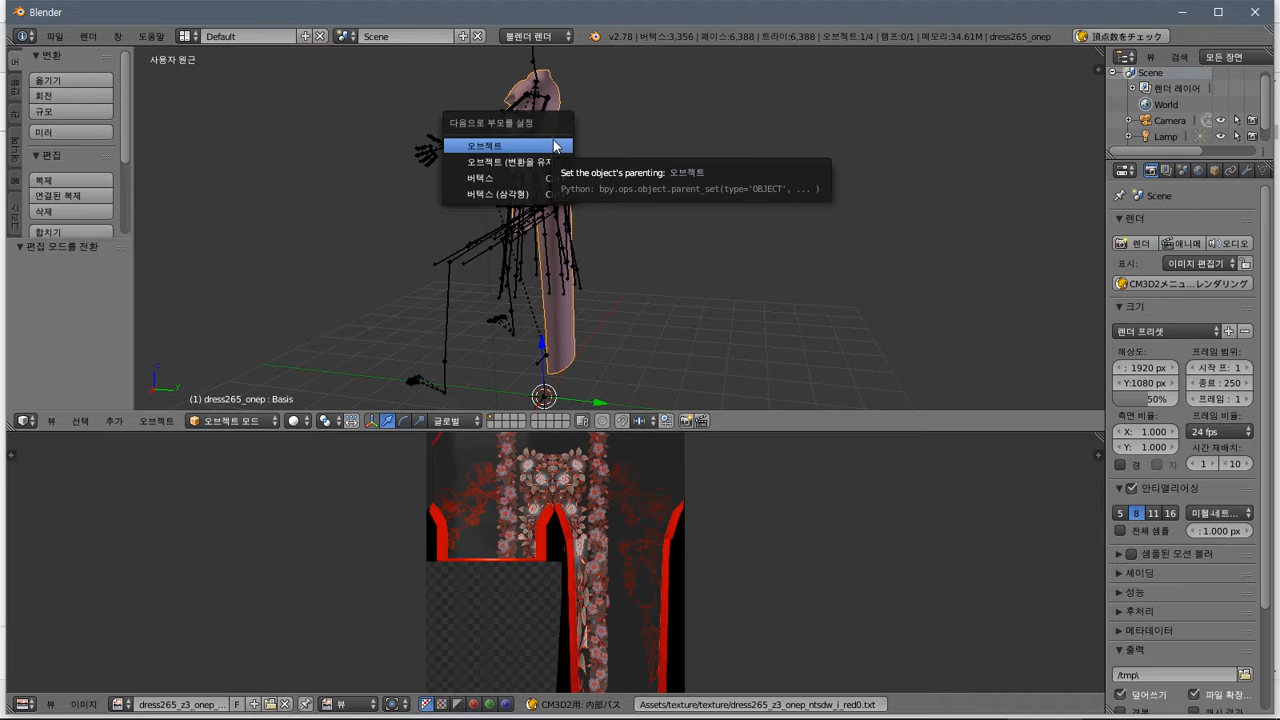 Blender
파일 렌더 창 도움말 Default Scene 블렌더 렌더 v2.78 | 버텍스:3,356 | 페이스:6,388 | 트라이:6,388 | 오브젝트:1/4 | 램프:0/1 | 메모리:34.61M | dress265_onep 頂点数をチェック
변환
옮기기
회전
규모
미러
편집
복제
연결된 복제
삭제
합치기
편집 모드를 전환
사용자 원근
다음으로 부모를 설정
오브젝트
오브젝트 (변환을 유지
버텍스
버텍스 (삼각형)
Set the object's parenting: 오브젝트
Python: bpy.ops.object.parent_set(type='OBJECT', ... )
(1) dress265_onep : Basis
뷰 선택 추가 오브젝트 오브젝트 모드 글로벌
뷰 이미지 dress265_z3_onep_... F 뷰 CM3D2用: 内部パス Assets/texture/texture/dress265_z3_onep_ntsdw_i_red0.txt
뷰 검색 모든 장면
Scene
렌더 레이어
World
Camera
Lamp
Scene
렌더
렌더 애니메 오디오
표시: 이미지 편집기
CM3D2メニュ...レンダリング
크기
렌더 프리셋
해상도: 프레임 범위:
: 1920 px 시작 프: 1
Y:1080 px 종료: 250
50% 프레임 : 1
측면 비율: 프레임 비율:
X: 1.000 24 fps
Y: 1.000 시간 재배치:
경 자 1 10
안티앨리어싱
5 8 11 16 미첼-네트...
전체 샘플 : 1.000 px
샘플된 모션 블러
셰이딩
성능
후처리
메타데이터
출력
/tmp\
덮어쓰기 파일 확장...